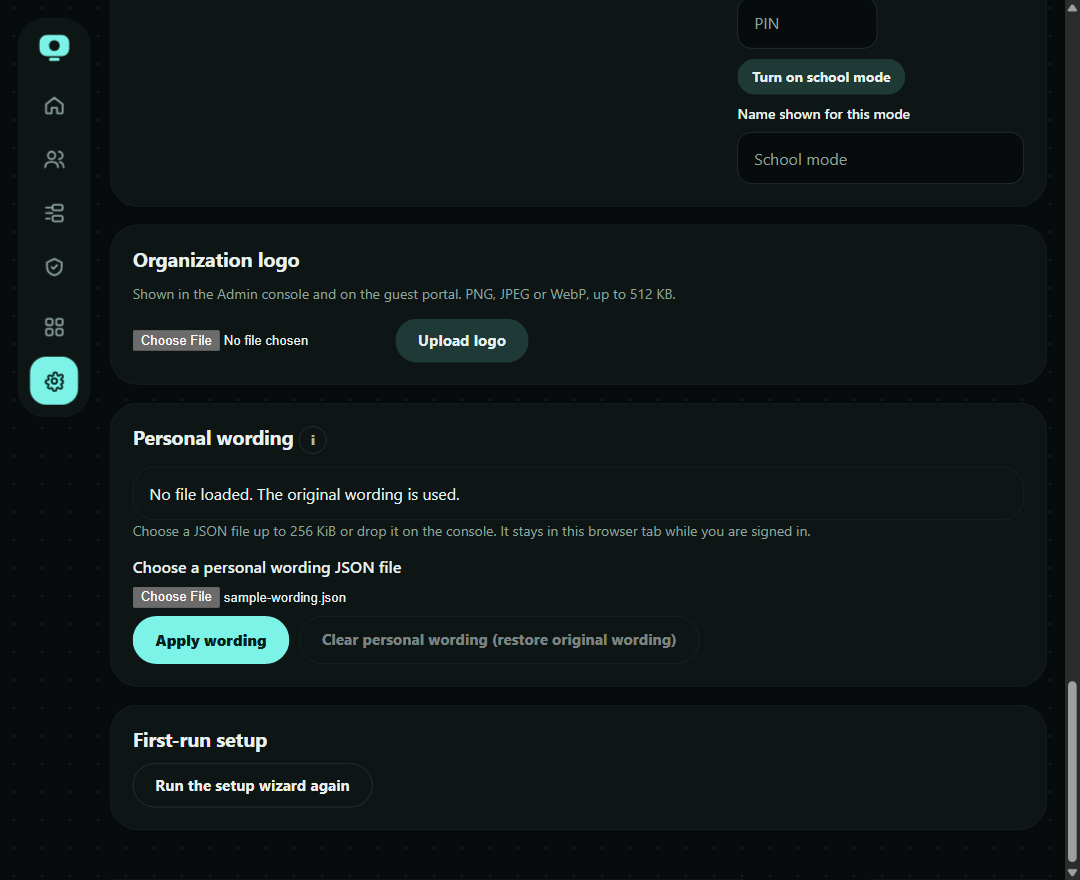 PIN
Turn on school mode
Name shown for this mode
School mode
Organization logo
Shown in the Admin console and on the guest portal. PNG, JPEG or WebP, up to 512 KB.
Choose File No file chosen
Upload logo
Personal wording i
No file loaded. The original wording is used.
Choose a JSON file up to 256 KiB or drop it on the console. It stays in this browser tab while you are signed in.
Choose a personal wording JSON file
Choose File sample-wording.json
Apply wording
Clear personal wording (restore original wording)
First-run setup
Run the setup wizard again